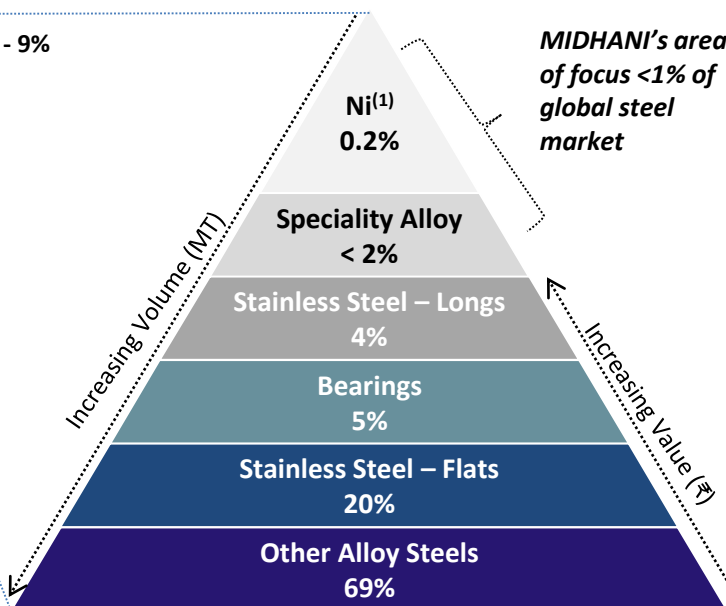 - 9%
MIDHANI's area
of focus <1% of
global steel
market
Ni(1)
0.2%
Speciality Alloy
< 2%
Stainless Steel – Longs
4%
Bearings
5%
Stainless Steel – Flats
20%
Other Alloy Steels
69%
Increasing Volume (MT)
Increasing Value (₹)